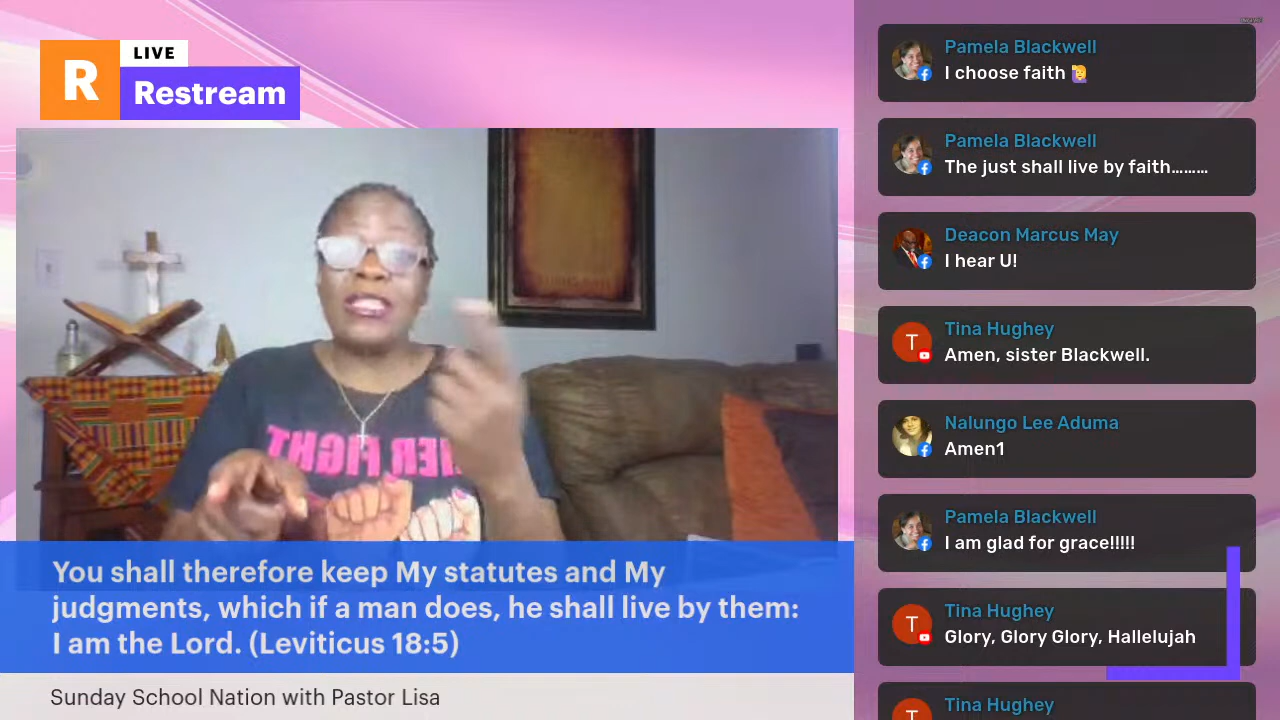 R
LIVE
Restream
You shall therefore keep My statutes and My
judgments, which if a man does, he shall live by them:
I am the Lord. (Leviticus 18:5)
Sunday School Nation with Pastor Lisa
Pamela Blackwell
I choose faith 🙋
Pamela Blackwell
The just shall live by faith………
Deacon Marcus May
I hear U!
T
Tina Hughey
Amen, sister Blackwell.
Nalungo Lee Aduma
Amen1
Pamela Blackwell
I am glad for grace!!!!!
T
Tina Hughey
Glory, Glory Glory, Hallelujah
T
Tina Hughey
FIGHT